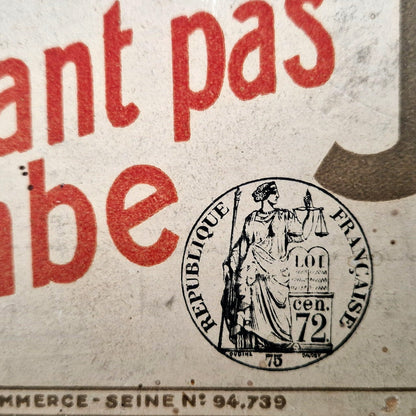 ant pas
be
RÉPUBLIQUE FRANÇAISE
LOI
cen.
72
75
MMERCE - SEINE No 94.739